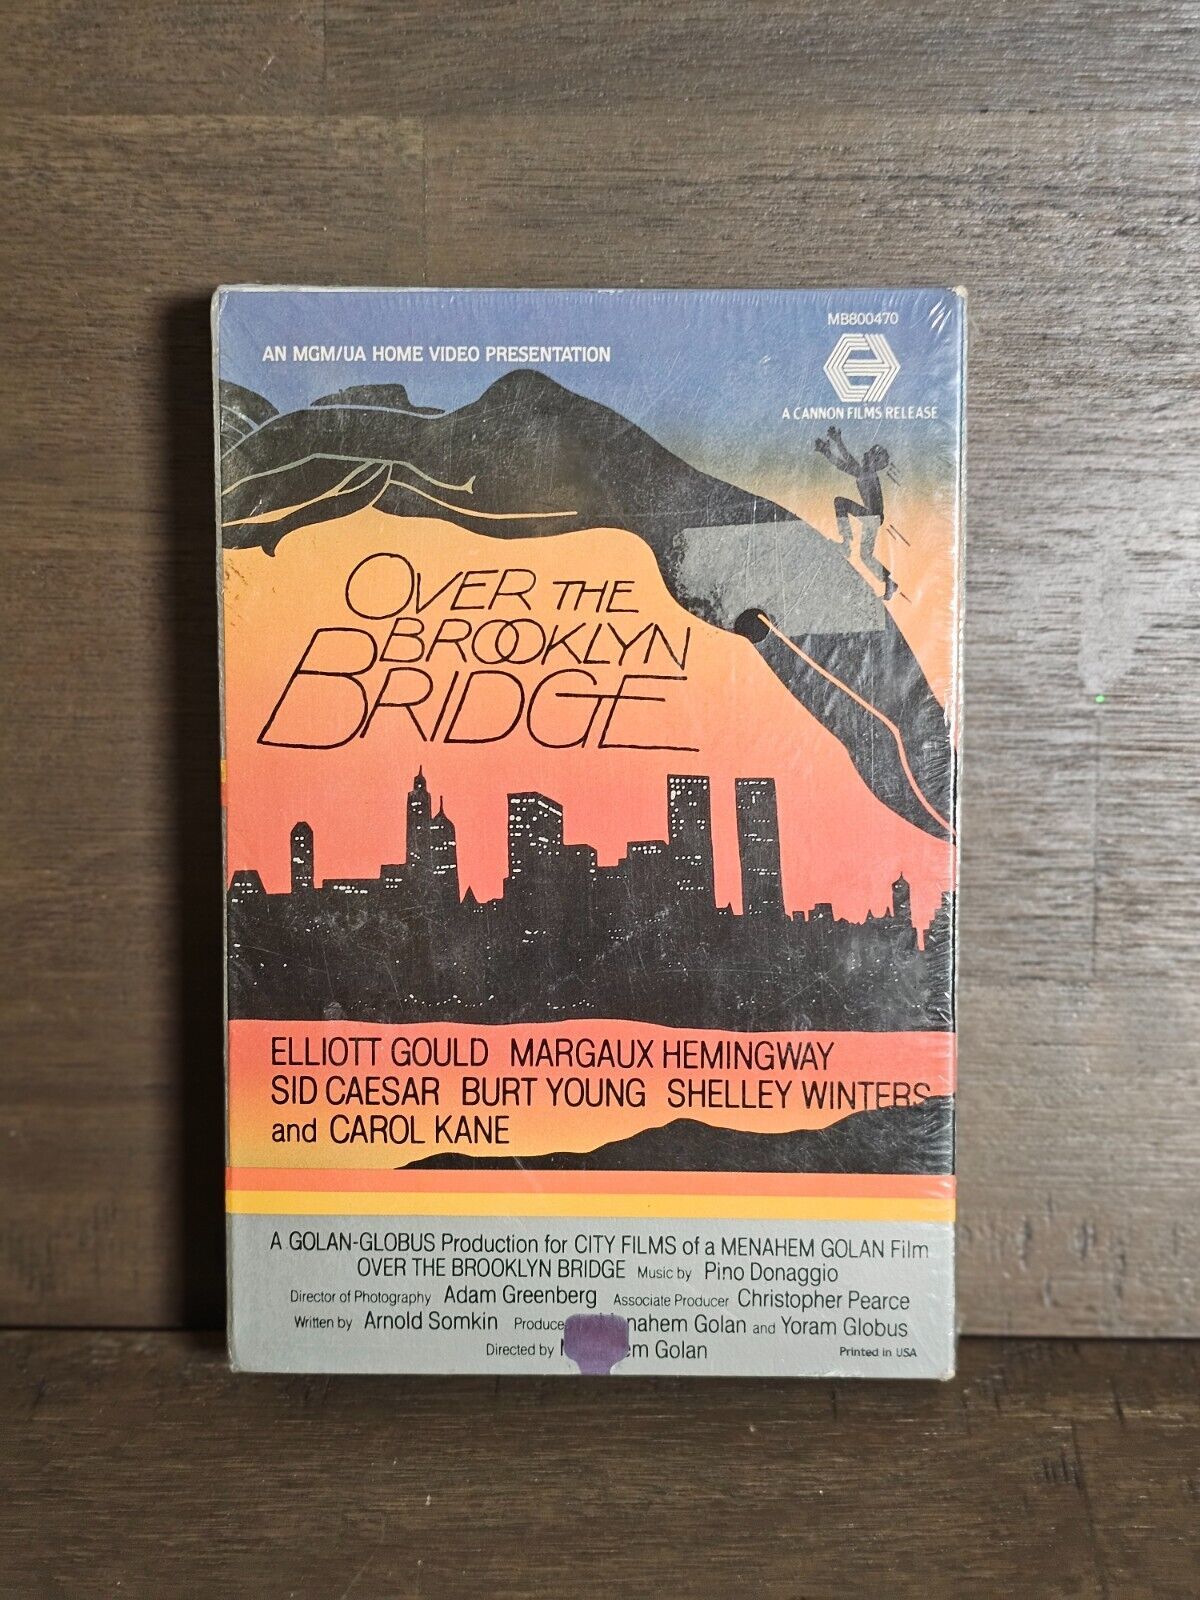 MB800470
AN MGM/UA HOME VIDEO PRESENTATION
A CANNON FILMS RELEASE
OVER THE
BROOKLYN
BRIDGE
ELLIOTT GOULD MARGAUX HEMINGWAY
SID CAESAR BURT YOUNG SHELLEY WINTERS
and CAROL KANE
A GOLAN-GLOBUS Production for CITY FILMS of a MENAHEM GOLAN Film
OVER THE BROOKLYN BRIDGE Music by Pino Donaggio
Director of Photography Adam Greenberg Associate Producer Christopher Pearce
Written by Arnold Somkin Golan and Yoram Globus
Directed by Golan
Printed in USA